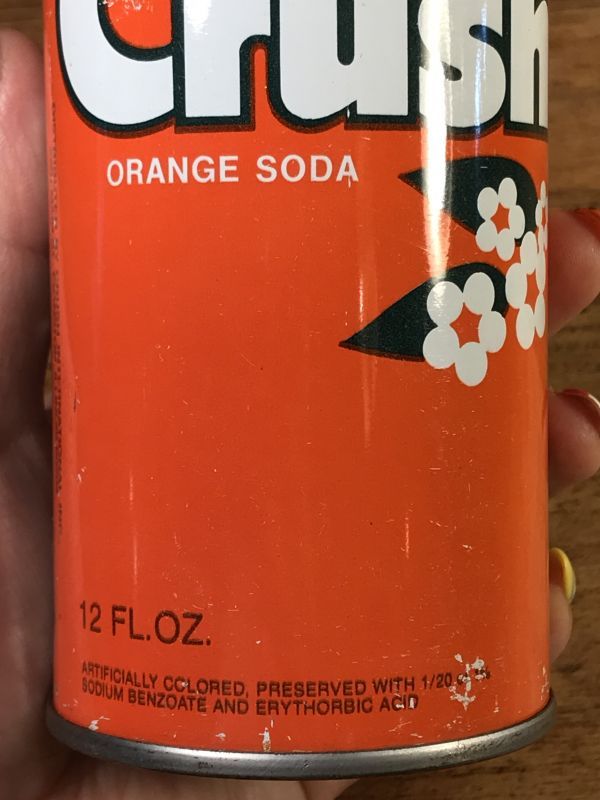 Crush
ORANGE SODA
12 FL.OZ.
ARTIFICIALLY COLORED, PRESERVED WITH 1/20
SODIUM BENZOATE AND ERYTHORBIC ACID